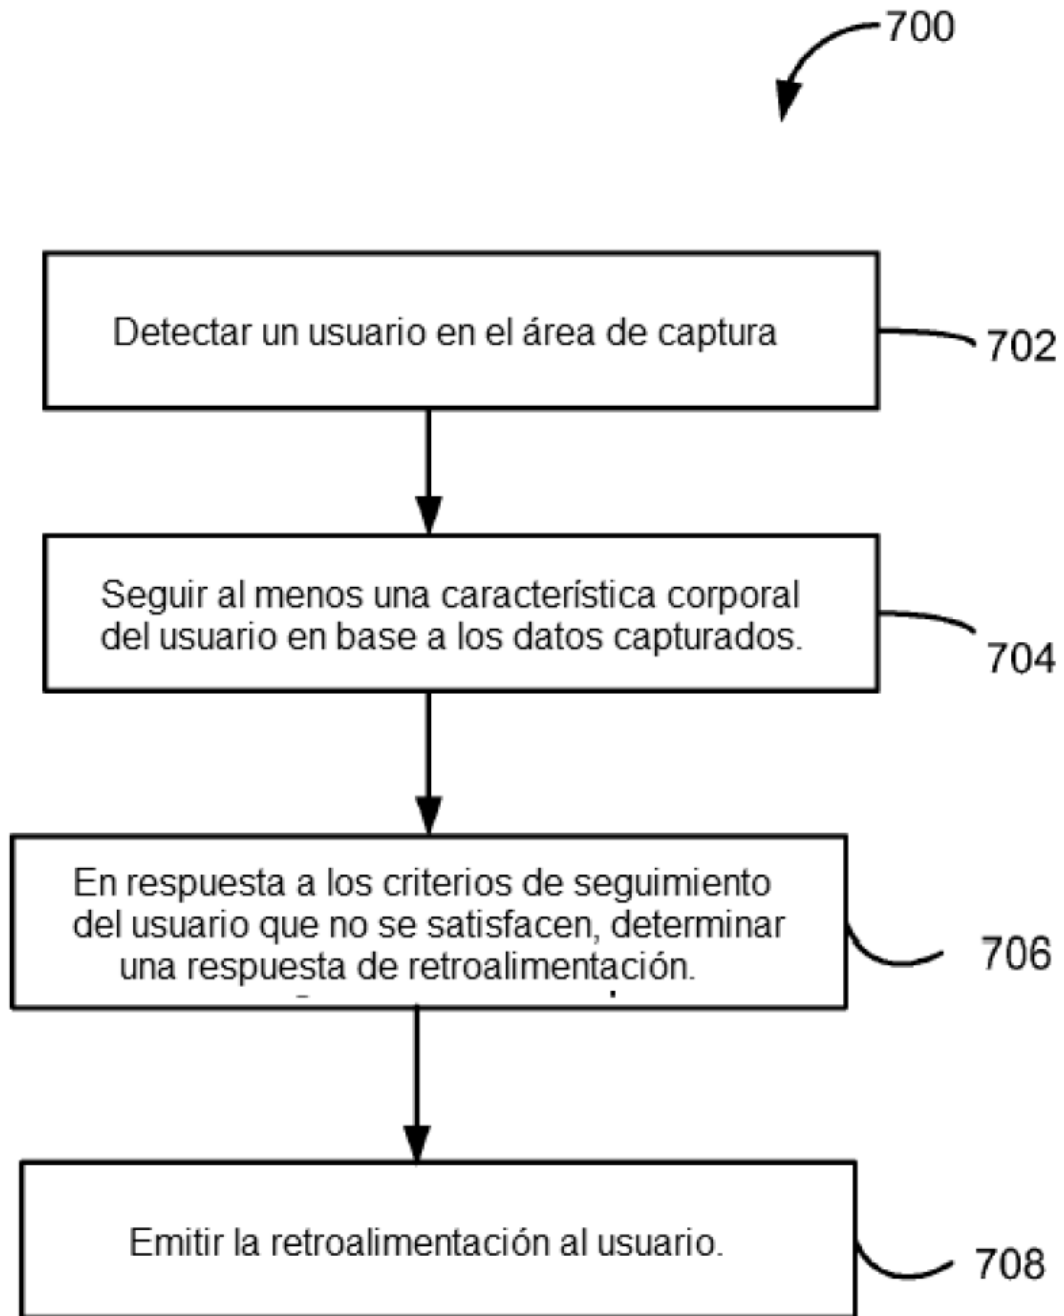 700
Detectar un usuario en el área de captura
702
Seguir al menos una característica corporal
del usuario en base a los datos capturados.
704
En respuesta a los criterios de seguimiento
del usuario que no se satisfacen, determinar
una respuesta de retroalimentación.
706
Emitir la retroalimentación al usuario.
708